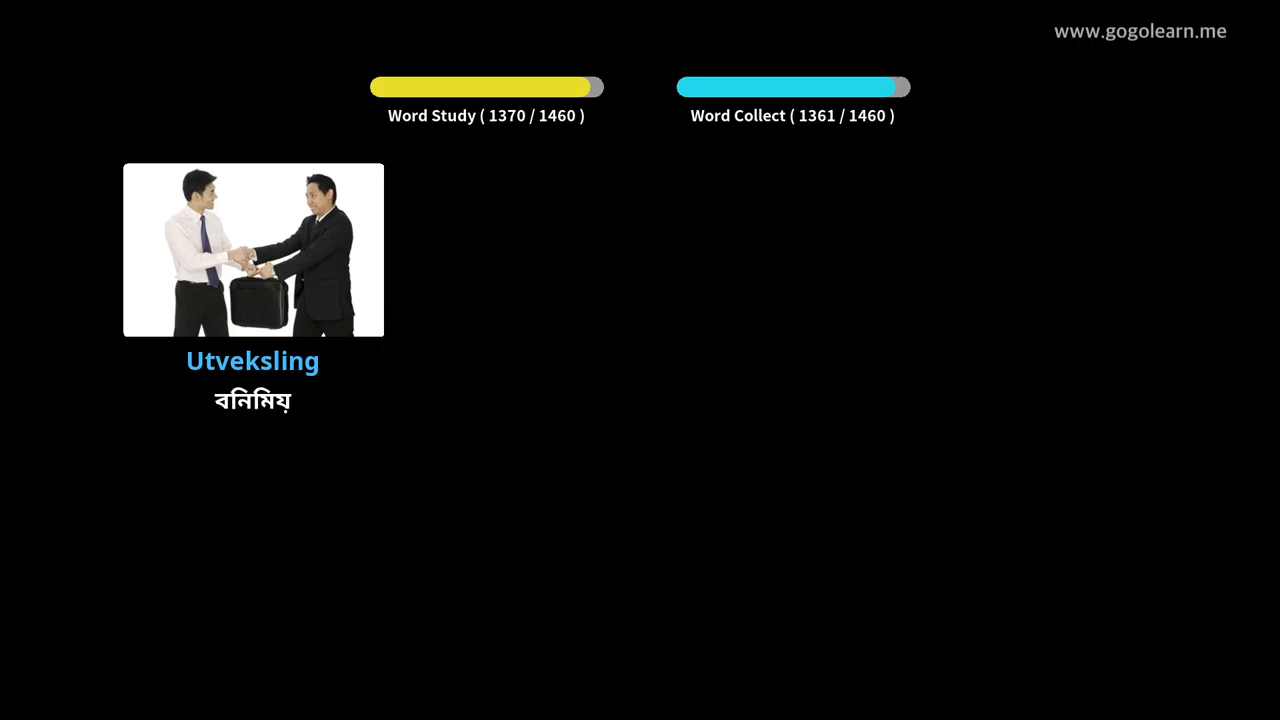 www.gogolearn.me
Word Study ( 1370 / 1460 )
Word Collect ( 1361 / 1460 )
Utveksling
বনিমিয়